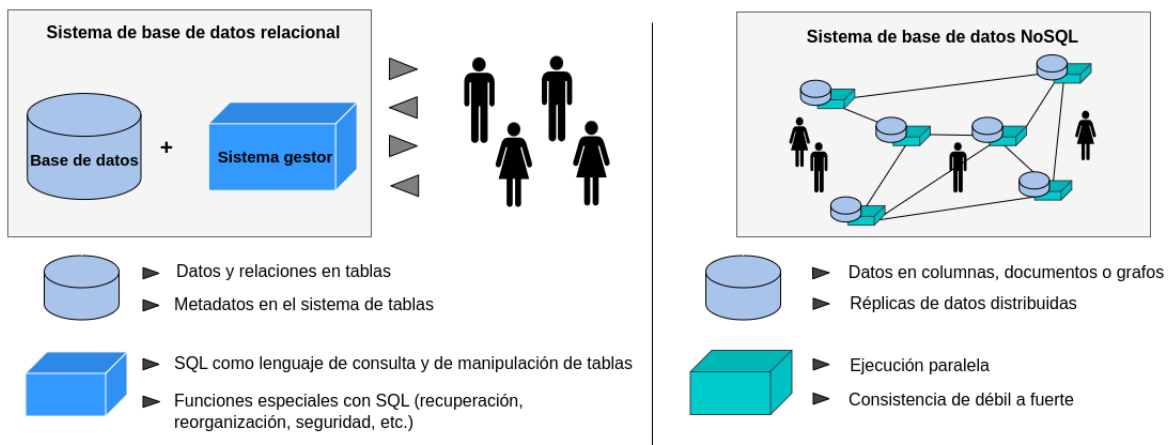 Sistema de base de datos relacional
Base de datos
+
Sistema gestor
Datos y relaciones en tablas
Metadatos en el sistema de tablas
SQL como lenguaje de consulta y de manipulación de tablas
Funciones especiales con SQL (recuperación,
reorganización, seguridad, etc.)
Sistema de base de datos NoSQL
Datos en columnas, documentos o grafos
Réplicas de datos distribuidas
Ejecución paralela
Consistencia de débil a fuerte